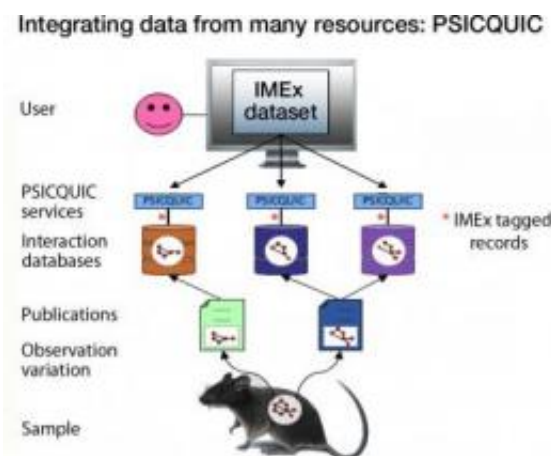 Integrating data from many resources: PSICQUIC
IMEx
dataset
User
PSICQUIC
services
PSICQUIC PSICQUIC PSICQUIC
* * *
* IMEx tagged
records
Interaction
databases
Publications
Observation
variation
Sample